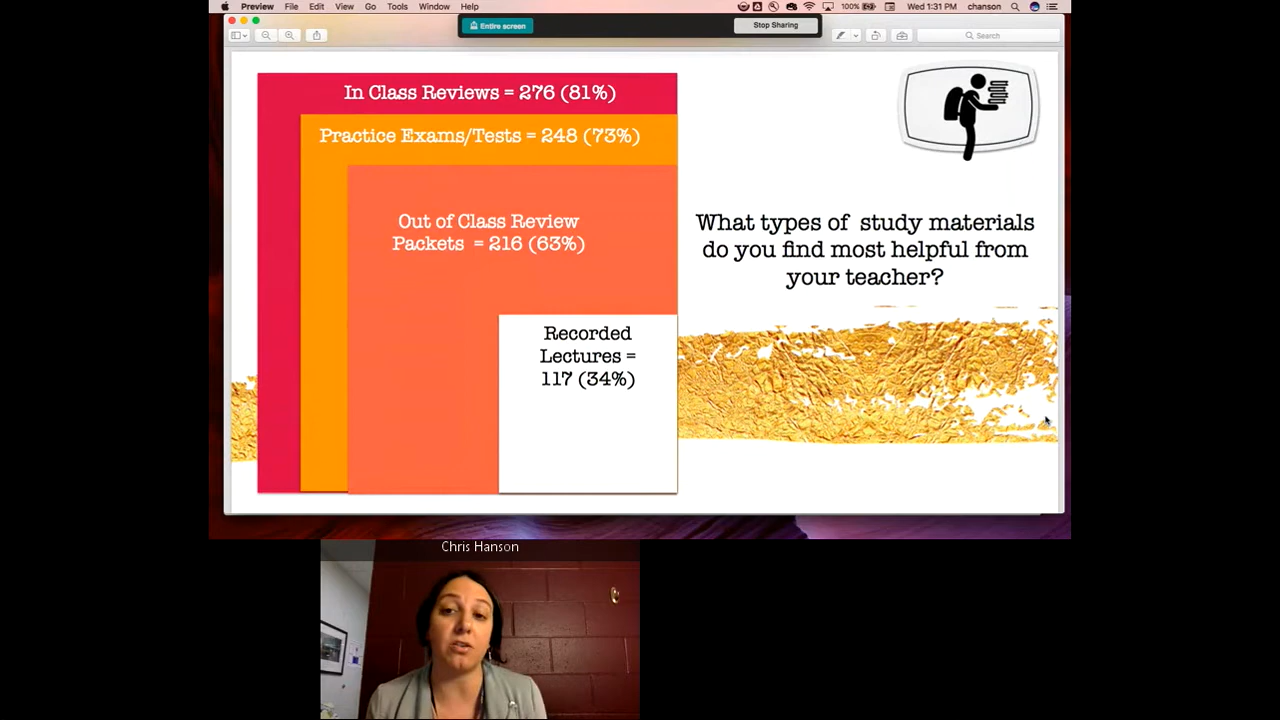 Preview File Edit View Go Tools Window Help
100% Wed 1:31 PM chanson
Entire screen
Stop Sharing
Search
In Class Reviews = 276 (81%)
Practice Exams/Tests = 248 (73%)
Out of Class Review
Packets = 216 (63%)
Recorded
Lectures =
117 (34%)
What types of study materials
do you find most helpful from
your teacher?
Chris Hanson